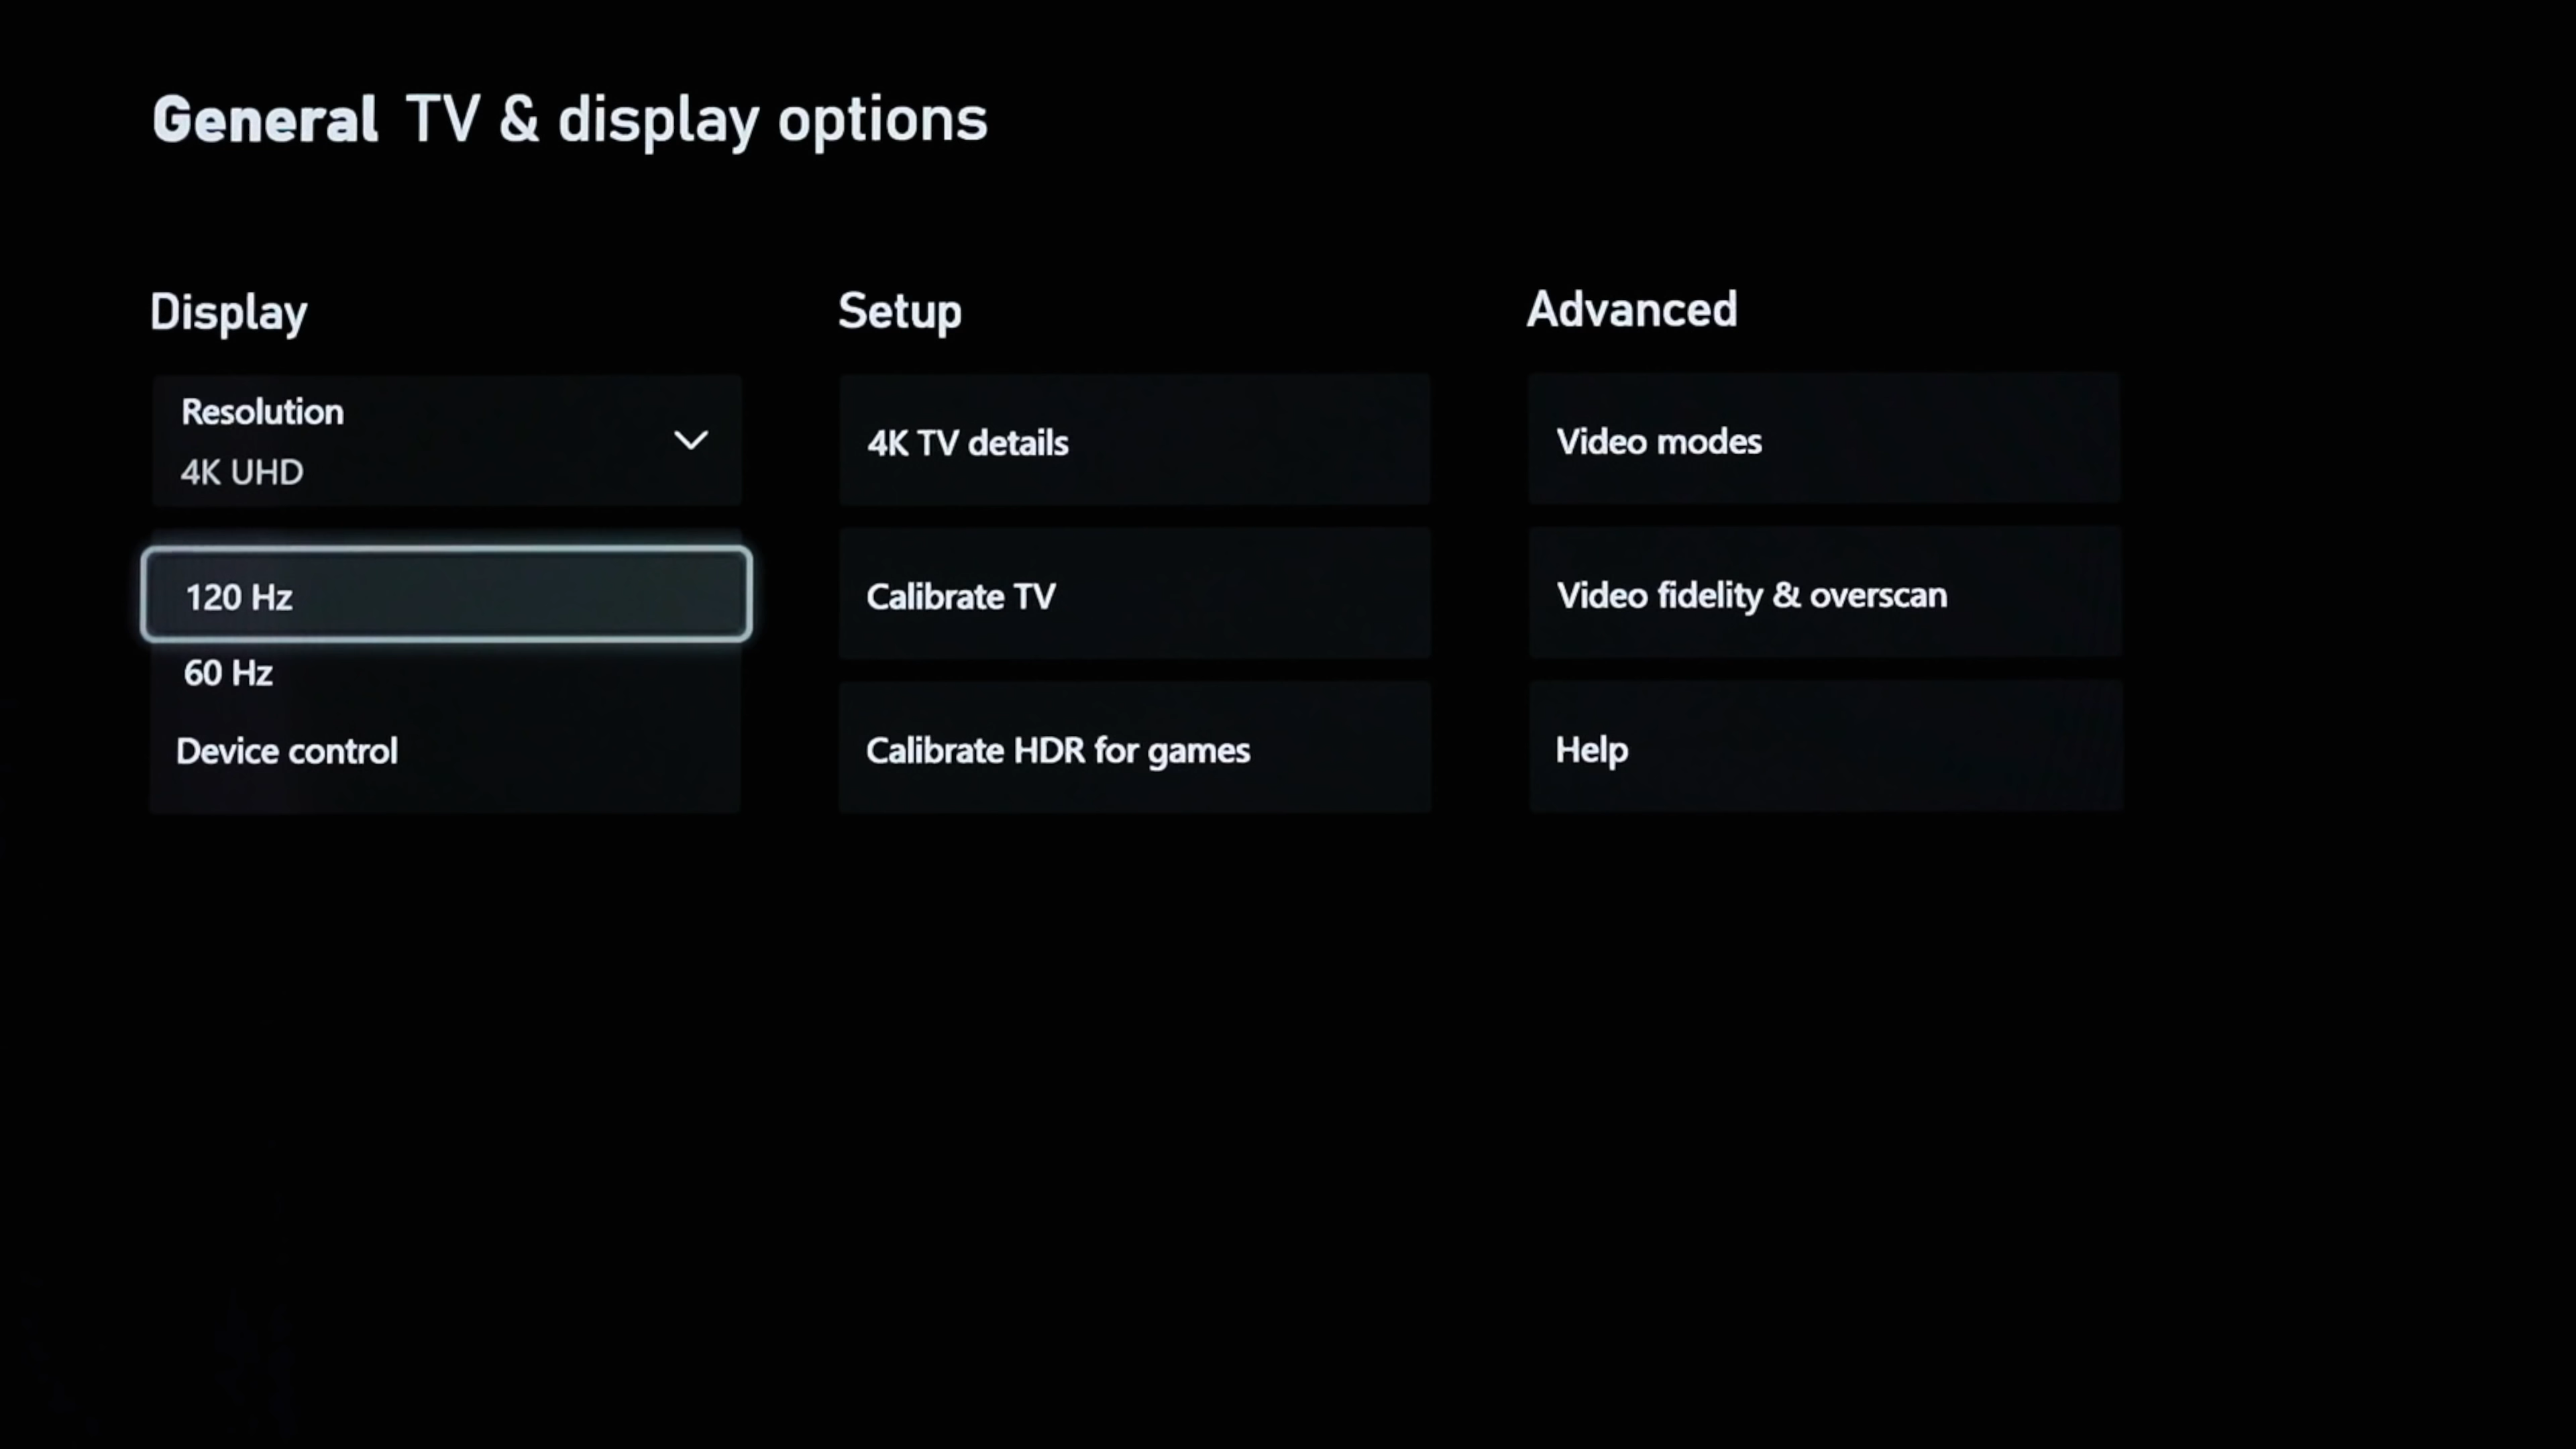 General TV & display options
Display
Resolution
4K UHD
120 Hz
60 Hz
Device control
Setup
4K TV details
Calibrate TV
Calibrate HDR for games
Advanced
Video modes
Video fidelity & overscan
Help